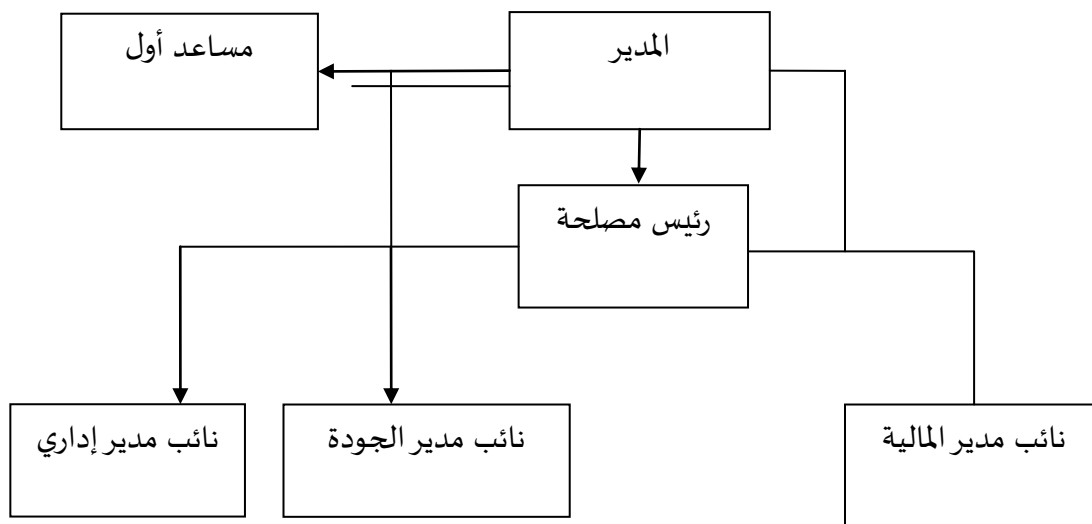 المدير
مساعد أول
رئيس مصلحة
نائب مدير المالية
نائب مدير الجودة
نائب مدير إداري